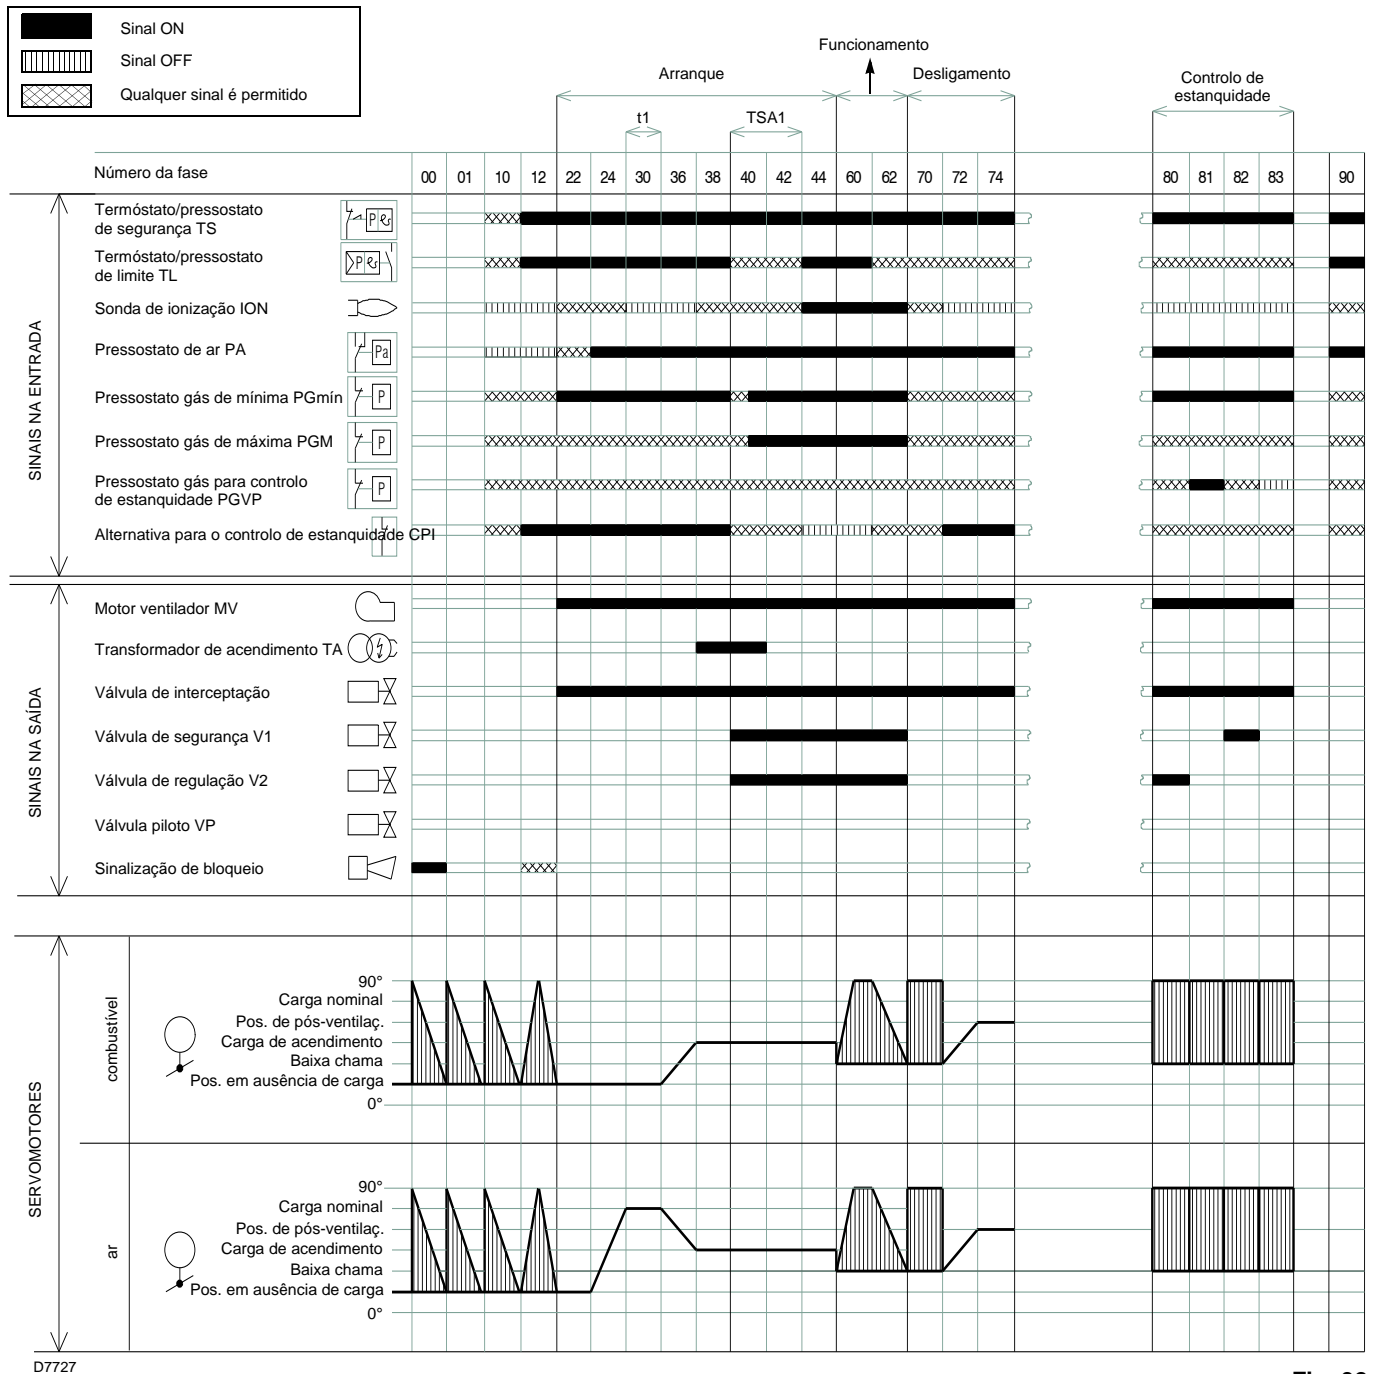 Sinal ON
Sinal OFF
Qualquer sinal é permitido
Funcionamento
Arranque
Desligamento
Controlo de
estanquidade
t1
TSA1
Número da fase
00 01 10 12 22 24 30 36 38 40 42 44 60 62 70 72 74 80 81 82 83 90
SINAIS NA ENTRADA
Termóstato/pressostato
de segurança TS
P
Termóstato/pressostato
de limite TL
P
Sonda de ionização ION
Pressostato de ar PA
Pa
Pressostato gás de mínima PGmín
P
Pressostato gás de máxima PGM
P
Pressostato gás para controlo
de estanquidade PGVP
P
Alternativa para o controlo de estanquidade CPI
SINAIS NA SAÍDA
Motor ventilador MV
Transformador de acendimento TA
Válvula de interceptação
Válvula de segurança V1
Válvula de regulação V2
Válvula piloto VP
Sinalização de bloqueio
SERVOMOTORES
combustível
90°
Carga nominal
Pos. de pós-ventilaç.
Carga de acendimento
Baixa chama
Pos. em ausência de carga
0°
ar
90°
Carga nominal
Pos. de pós-ventilaç.
Carga de acendimento
Baixa chama
Pos. em ausência de carga
0°
D7727